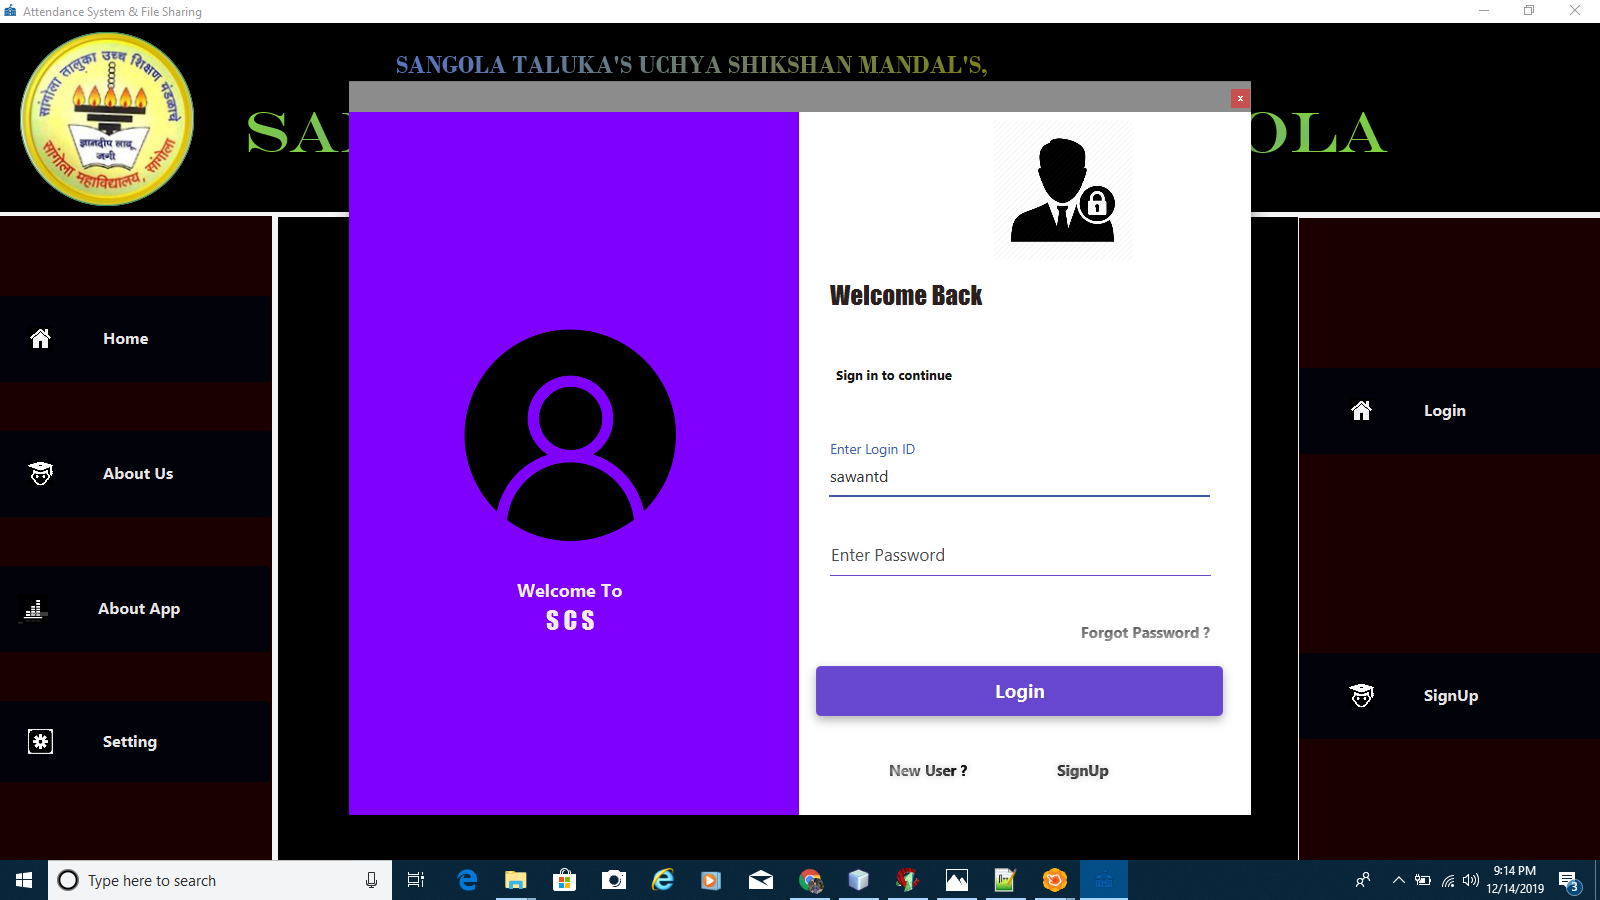 Attendance System & File Sharing
सांगोला तालुका उच्च शिक्षण मंडळाचे
ज्ञानदीप लावू
जगी
सांगोला महाविद्यालय, सांगोला
SANGOLA TALUKA'S UCHYA SHIKSHAN MANDAL'S,
SA
OLA
x
Home
About Us
About App
Setting
Welcome To
S C S
Welcome Back
Sign in to continue
Enter Login ID
sawantd
Enter Password
Forgot Password ?
Login
New User ?
SignUp
Login
SignUp
Type here to search
9:14 PM
12/14/2019
3